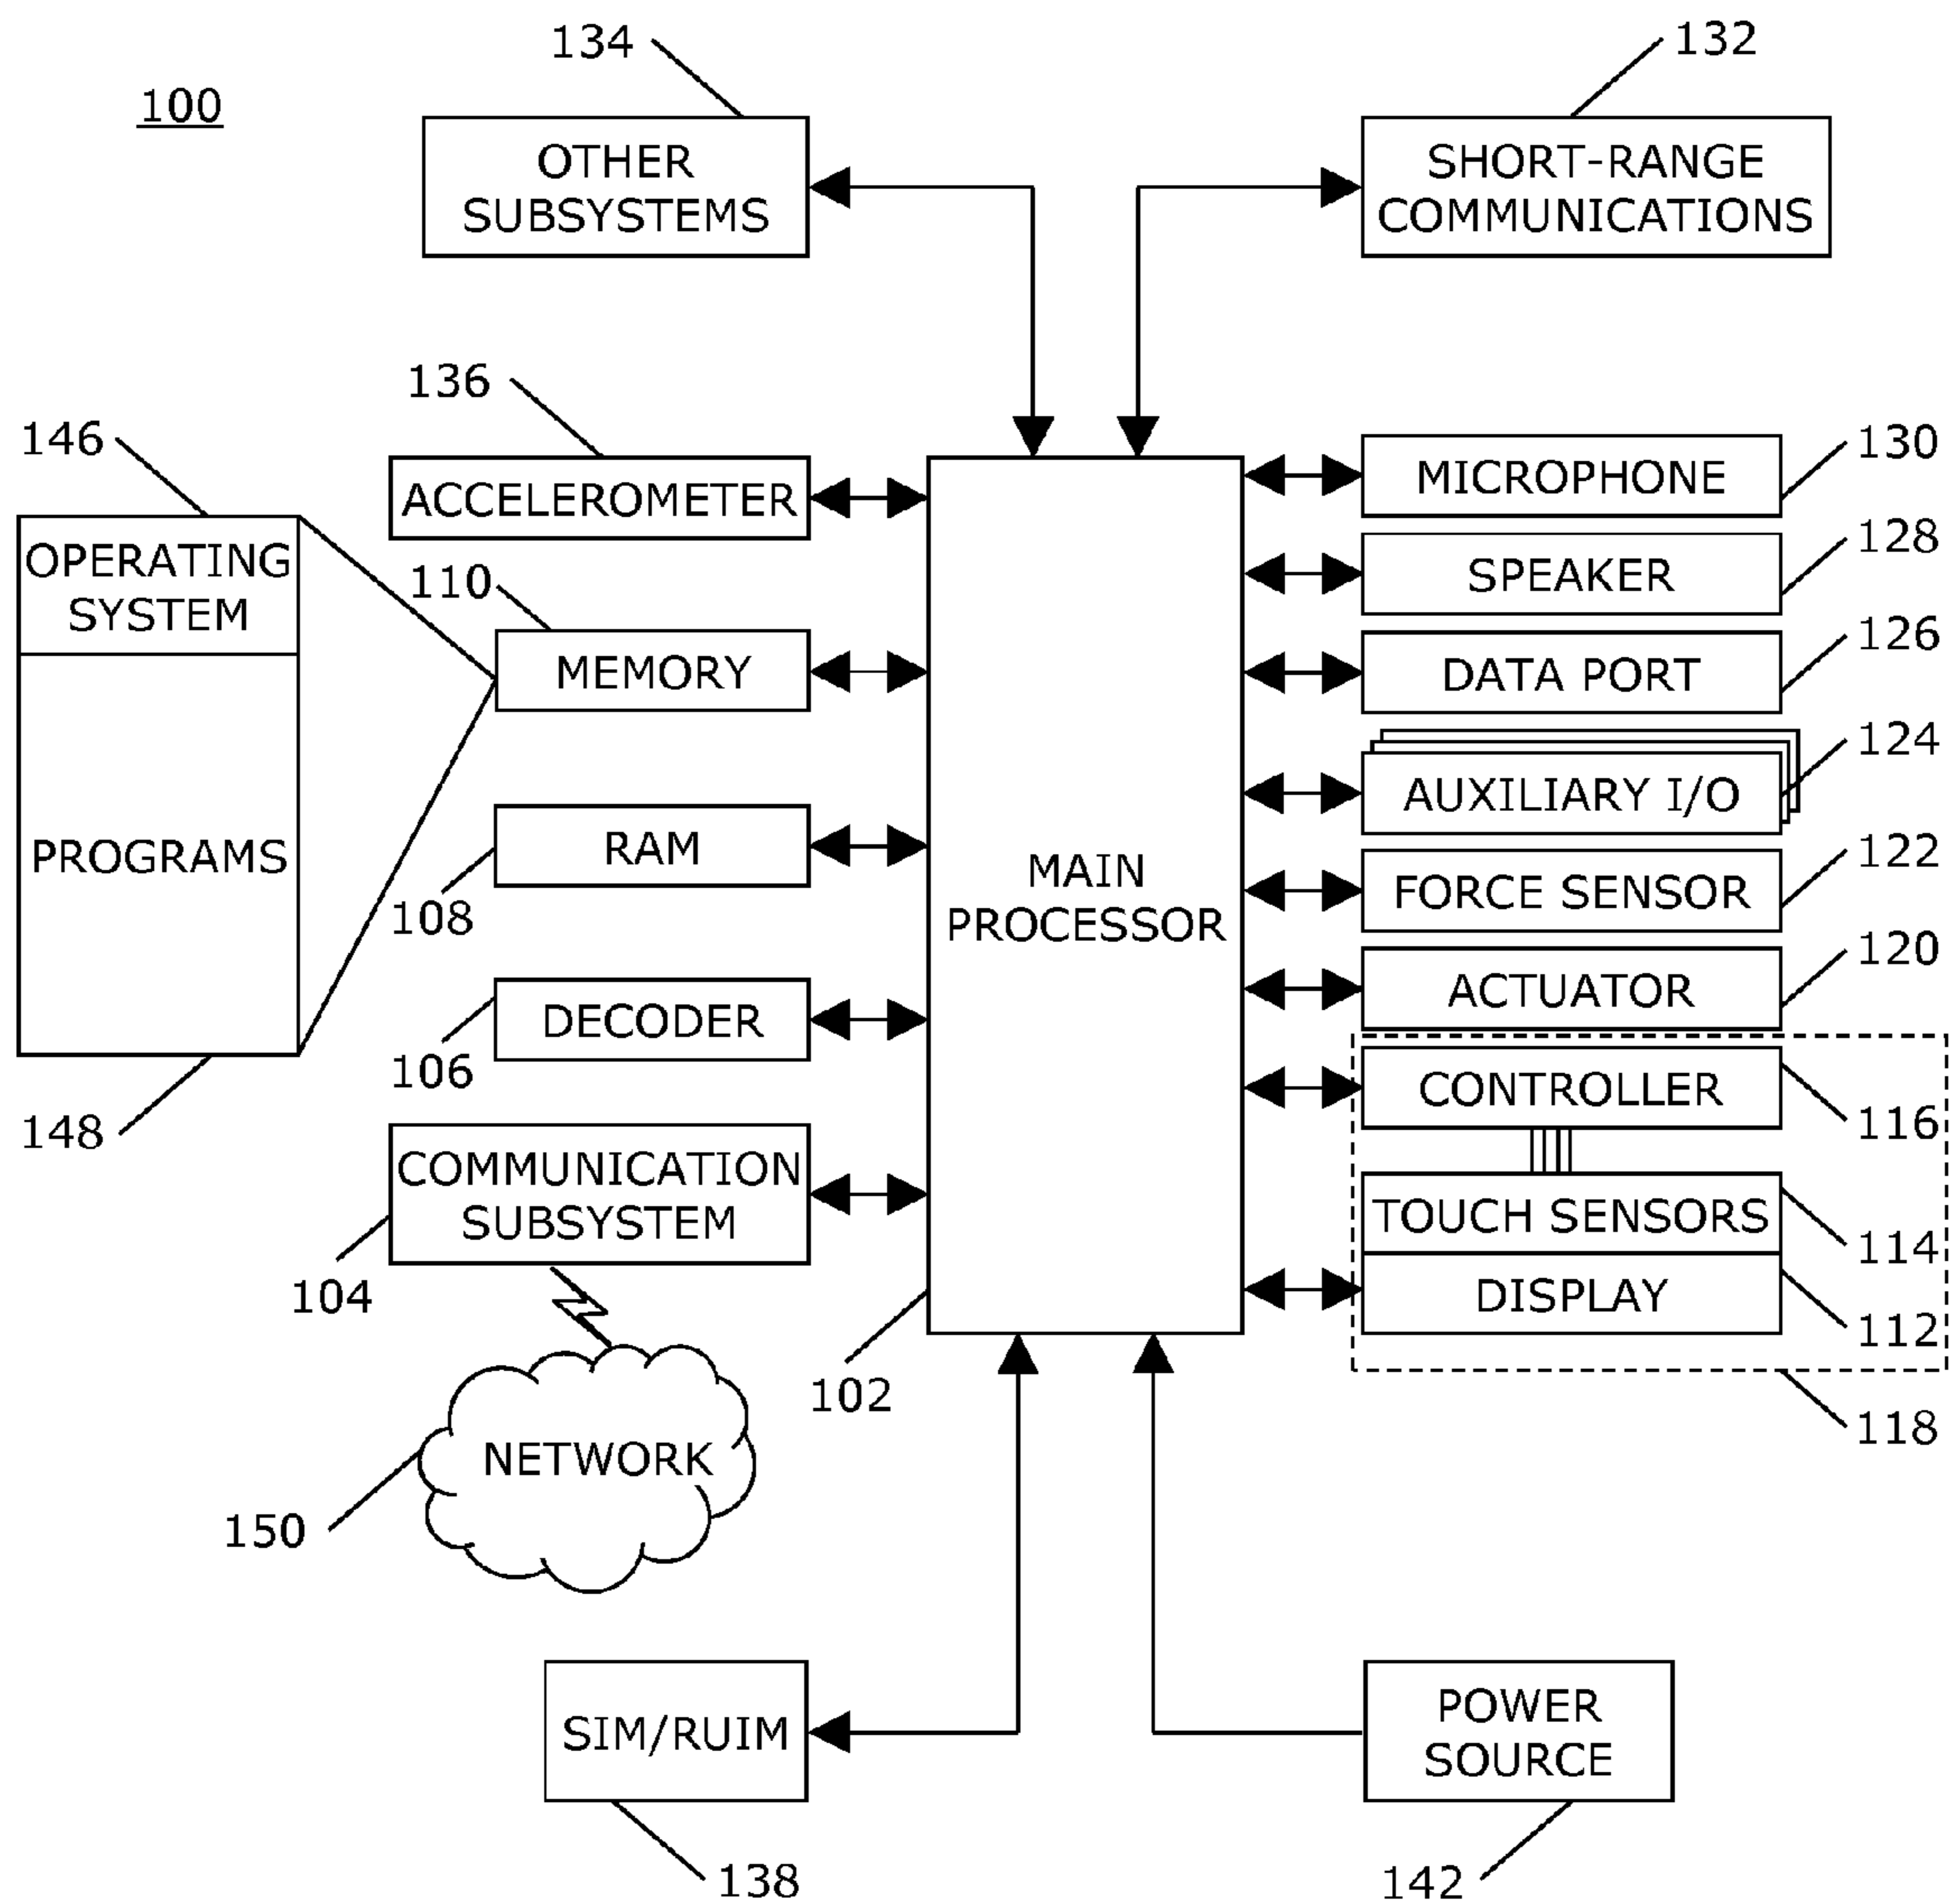 134
132
100
OTHER
SUBSYSTEMS
SHORT-RANGE
COMMUNICATIONS
136
146
130
ACCELEROMETER
MICROPHONE
OPERATING
SYSTEM
128
SPEAKER
110
MEMORY
126
DATA PORT
124
AUXILIARY I/O
PROGRAMS
RAM
108
MAIN
PROCESSOR
122
FORCE SENSOR
120
ACTUATOR
DECODER
106
CONTROLLER
116
148
COMMUNICATION
SUBSYSTEM
TOUCH SENSORS
114
104
DISPLAY
112
102
118
NETWORK
150
SIM/RUIM
POWER
SOURCE
138
142